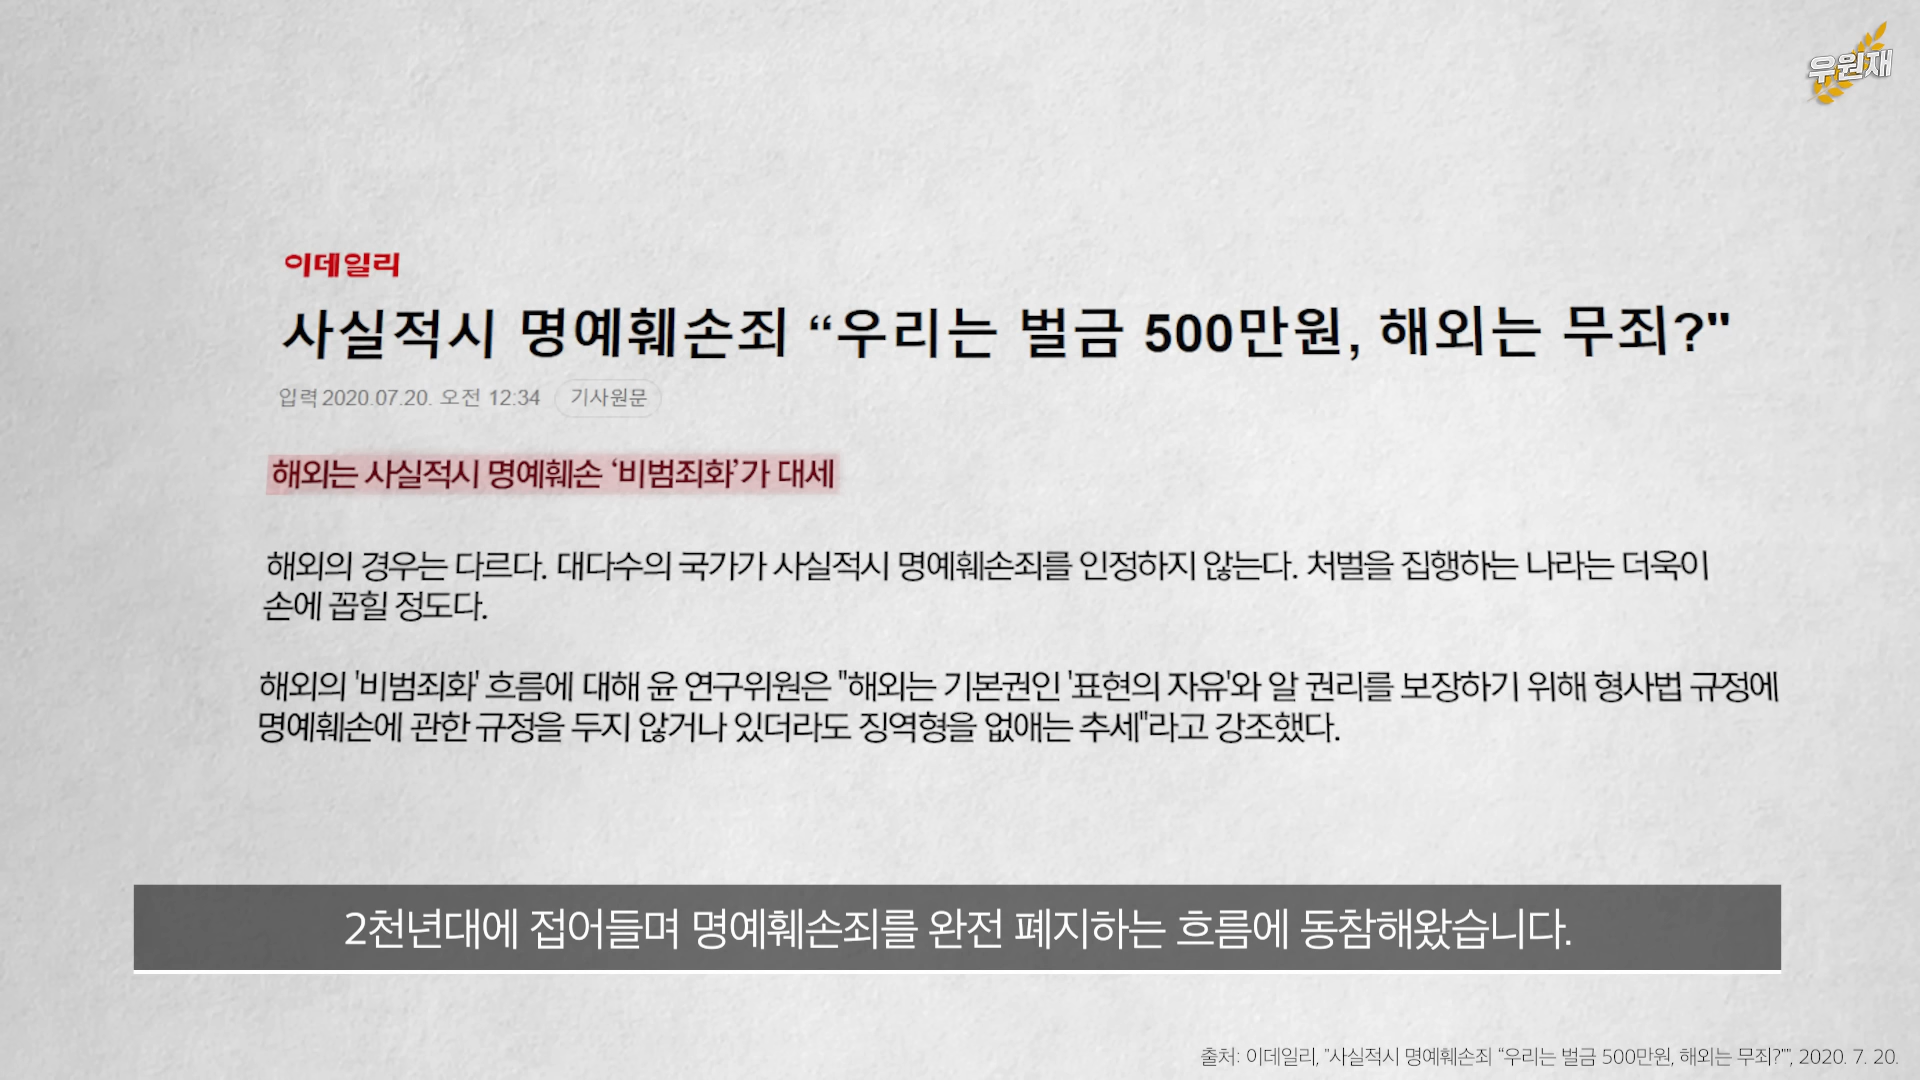 우원재
이데일리
사실적시 명예훼손죄 “우리는 벌금 500만원, 해외는 무죄?"
입력 2020.07.20. 오전 12:34 기사원문
해외는 사실적시 명예훼손 ‘비범죄화’가 대세
해외의 경우는 다르다. 대다수의 국가가 사실적시 명예훼손죄를 인정하지 않는다. 처벌을 집행하는 나라는 더욱이
손에 꼽힐 정도다.
해외의 '비범죄화' 흐름에 대해 윤 연구위원은 "해외는 기본권인 '표현의 자유'와 알 권리를 보장하기 위해 형사법 규정에
명예훼손에 관한 규정을 두지 않거나 있더라도 징역형을 없애는 추세"라고 강조했다.
2천년대에 접어들며 명예훼손죄를 완전 폐지하는 흐름에 동참해왔습니다.
출처: 이데일리, "사실적시 명예훼손죄 “우리는 벌금 500만원, 해외는 무죄?"", 2020. 7. 20.